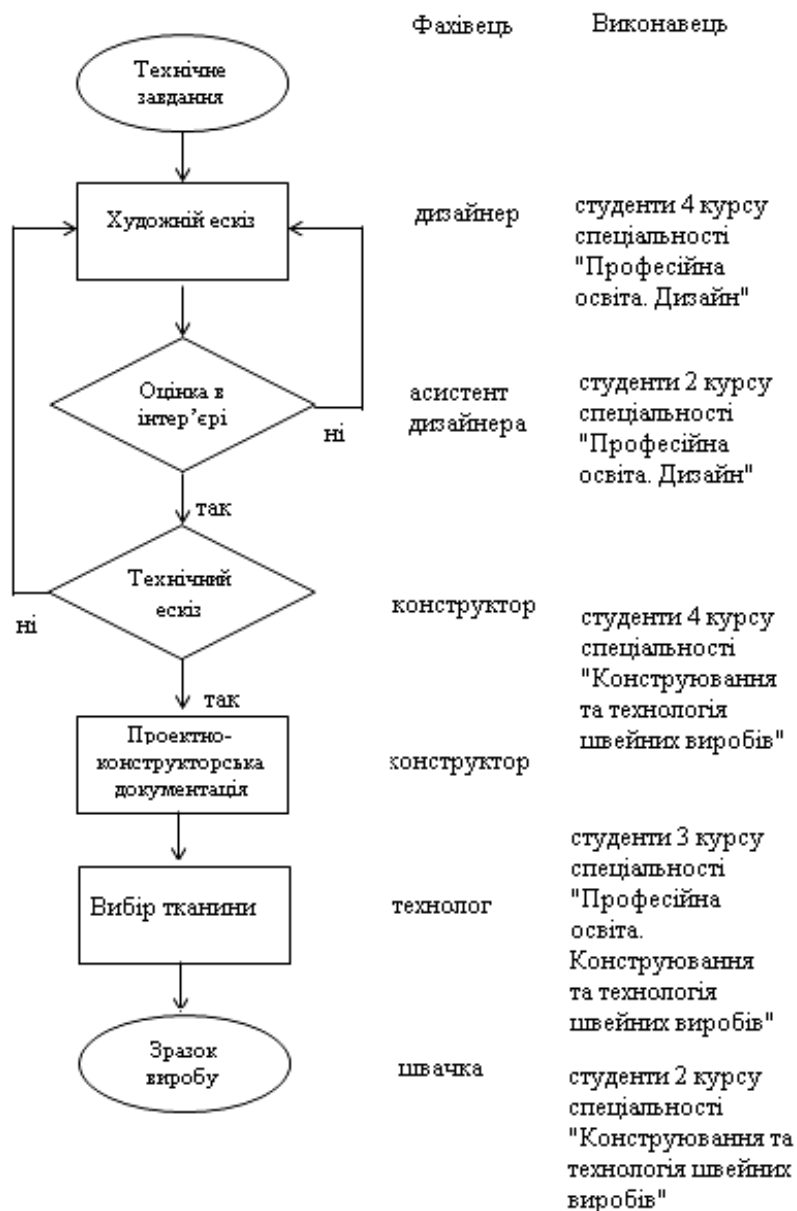 Фахівець
Виконавець
Технічне
завдання
Художній ескіз
дизайнер
студенти 4 курсу
спеціальності
"Професійна
освіта. Дизайн"
Оцінка в
інтер’єрі
ні
асистент
дизайнера
студенти 2 курсу
спеціальності
"Професійна
освіта. Дизайн"
так
Технічний
ескіз
ні
конструктор
студенти 4 курсу
спеціальності
"Конструювання
та технологія
швейних виробів"
так
Проектно-
конструкторська
документація
конструктор
Вибір тканини
технолог
студенти 3 курсу
спеціальності
"Професійна
освіта.
Конструювання
та технологія
швейних виробів"
Зразок
виробу
швачка
студенти 2 курсу
спеціальності
"Конструювання та
технологія швейних
виробів"